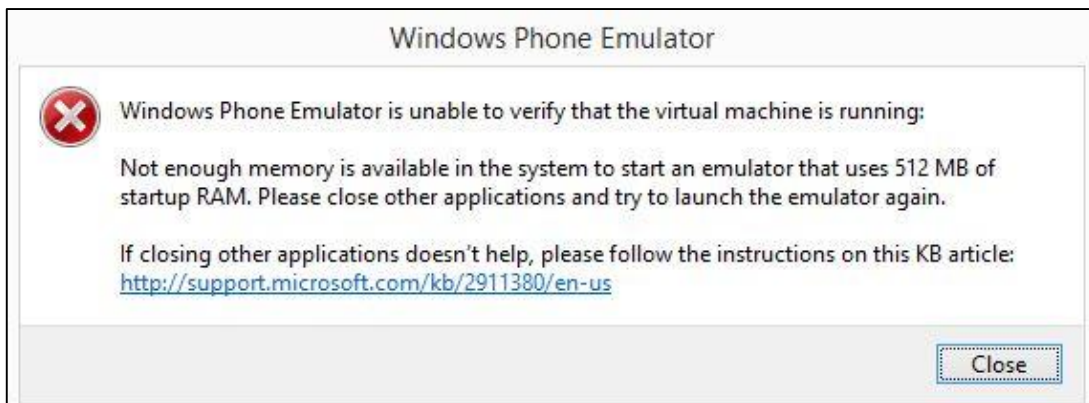 Windows Phone Emulator
Windows Phone Emulator is unable to verify that the virtual machine is running:
Not enough memory is available in the system to start an emulator that uses 512 MB of
startup RAM. Please close other applications and try to launch the emulator again.
If closing other applications doesn't help, please follow the instructions on this KB article:
http://support.microsoft.com/kb/2911380/en-us
Close